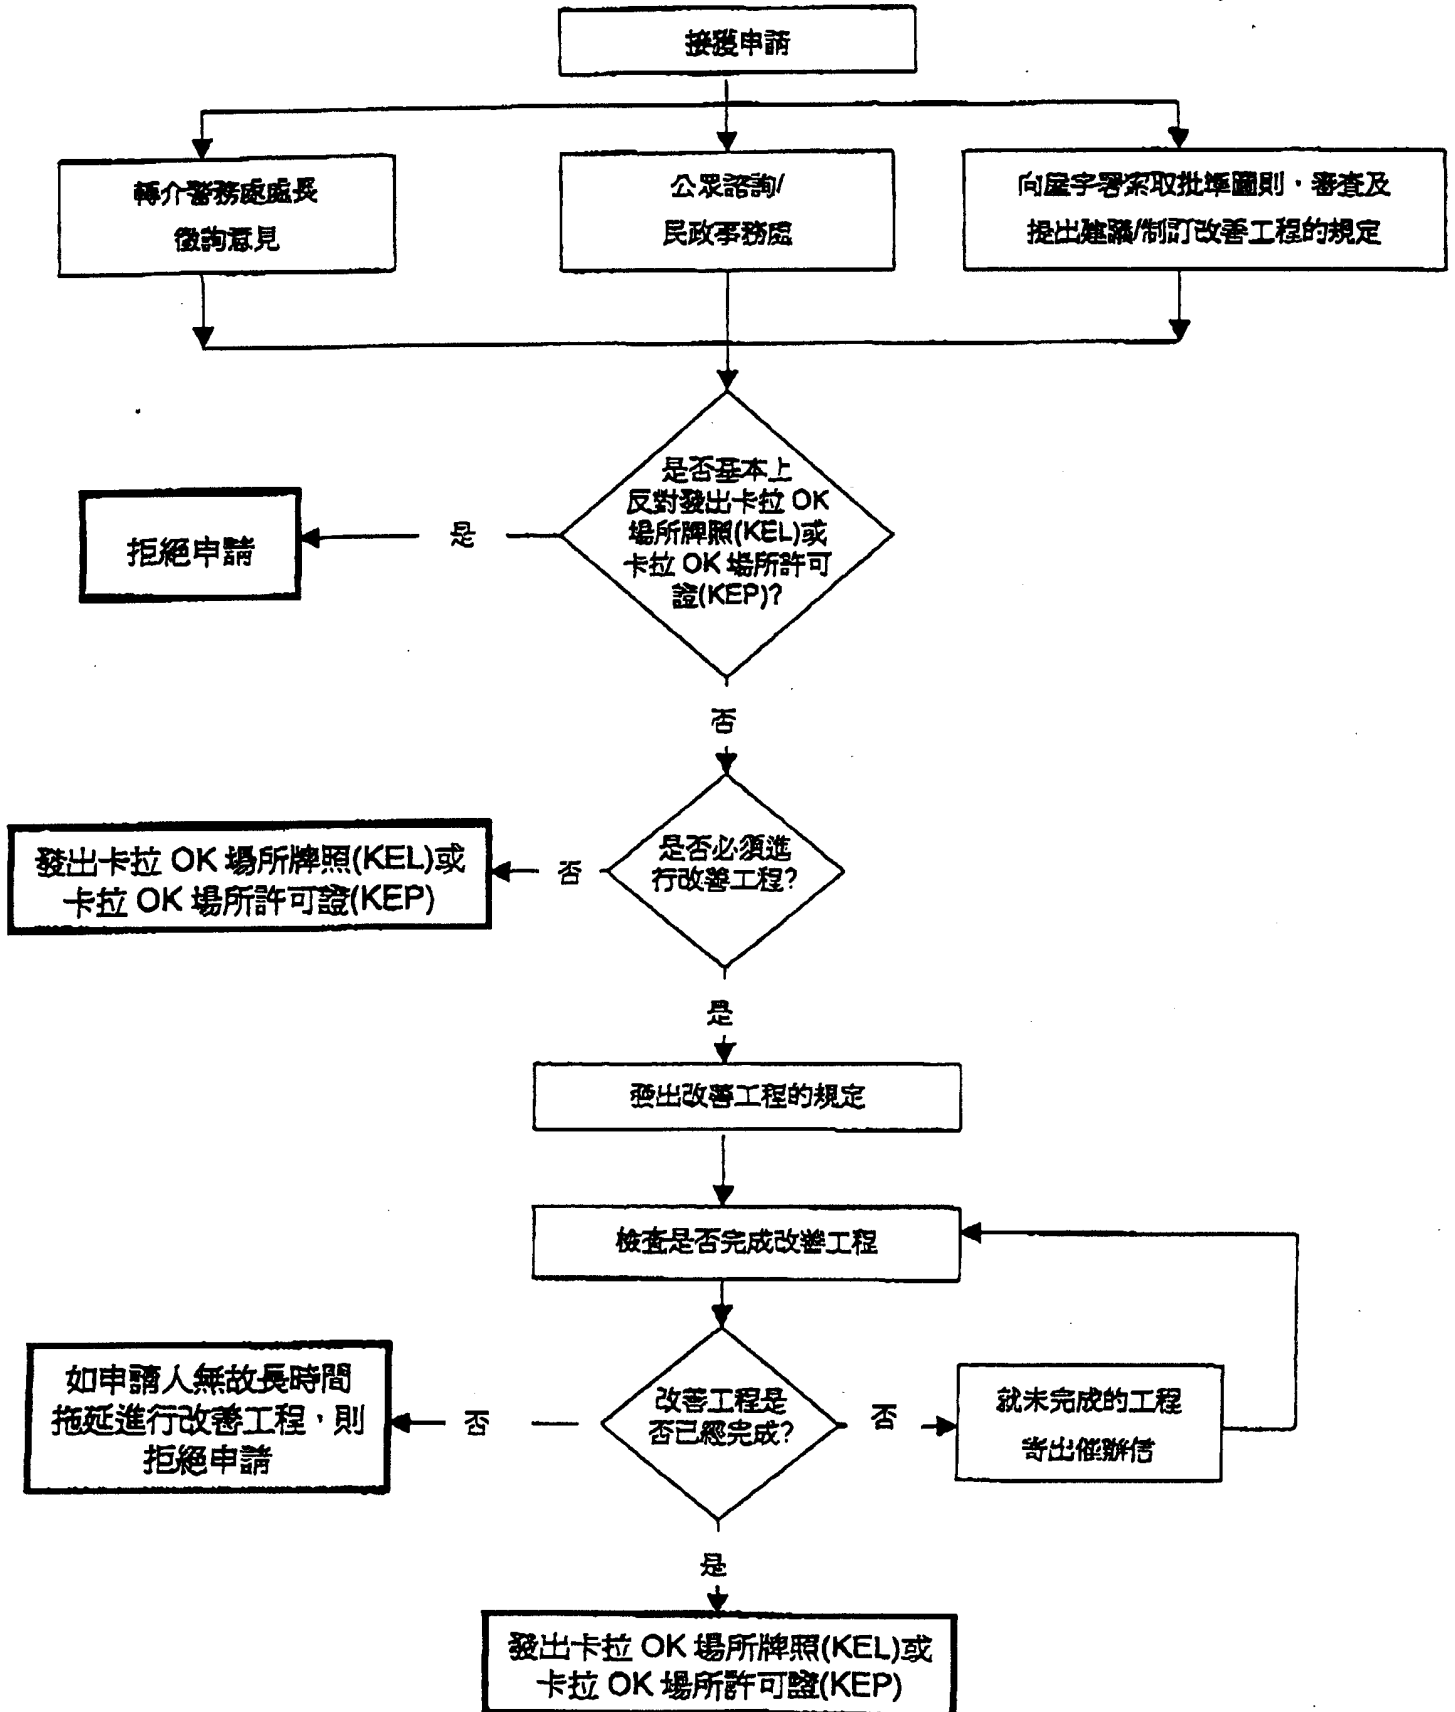 接獲申請
轉介警務處處長
徵詢意見
公眾諮詢/
民政事務處
向屋宇署索取批準圖則，審查及
提出建議/制訂改善工程的規定
是否基本上
反對發出卡拉 OK
場所牌照(KEL)或
卡拉 OK 場所許可
證(KEP)?
是
拒絕申請
否
是否必須進
行改善工程?
否
發出卡拉 OK 場所牌照(KEL)或
卡拉 OK 場所許可證(KEP)
是
發出改善工程的規定
檢查是否完成改善工程
改善工程是
否已經完成?
否
如申請人無故長時間
拖延進行改善工程，則
拒絕申請
否
就未完成的工程
寄出催辦信
是
發出卡拉 OK 場所牌照(KEL)或
卡拉 OK 場所許可證(KEP)